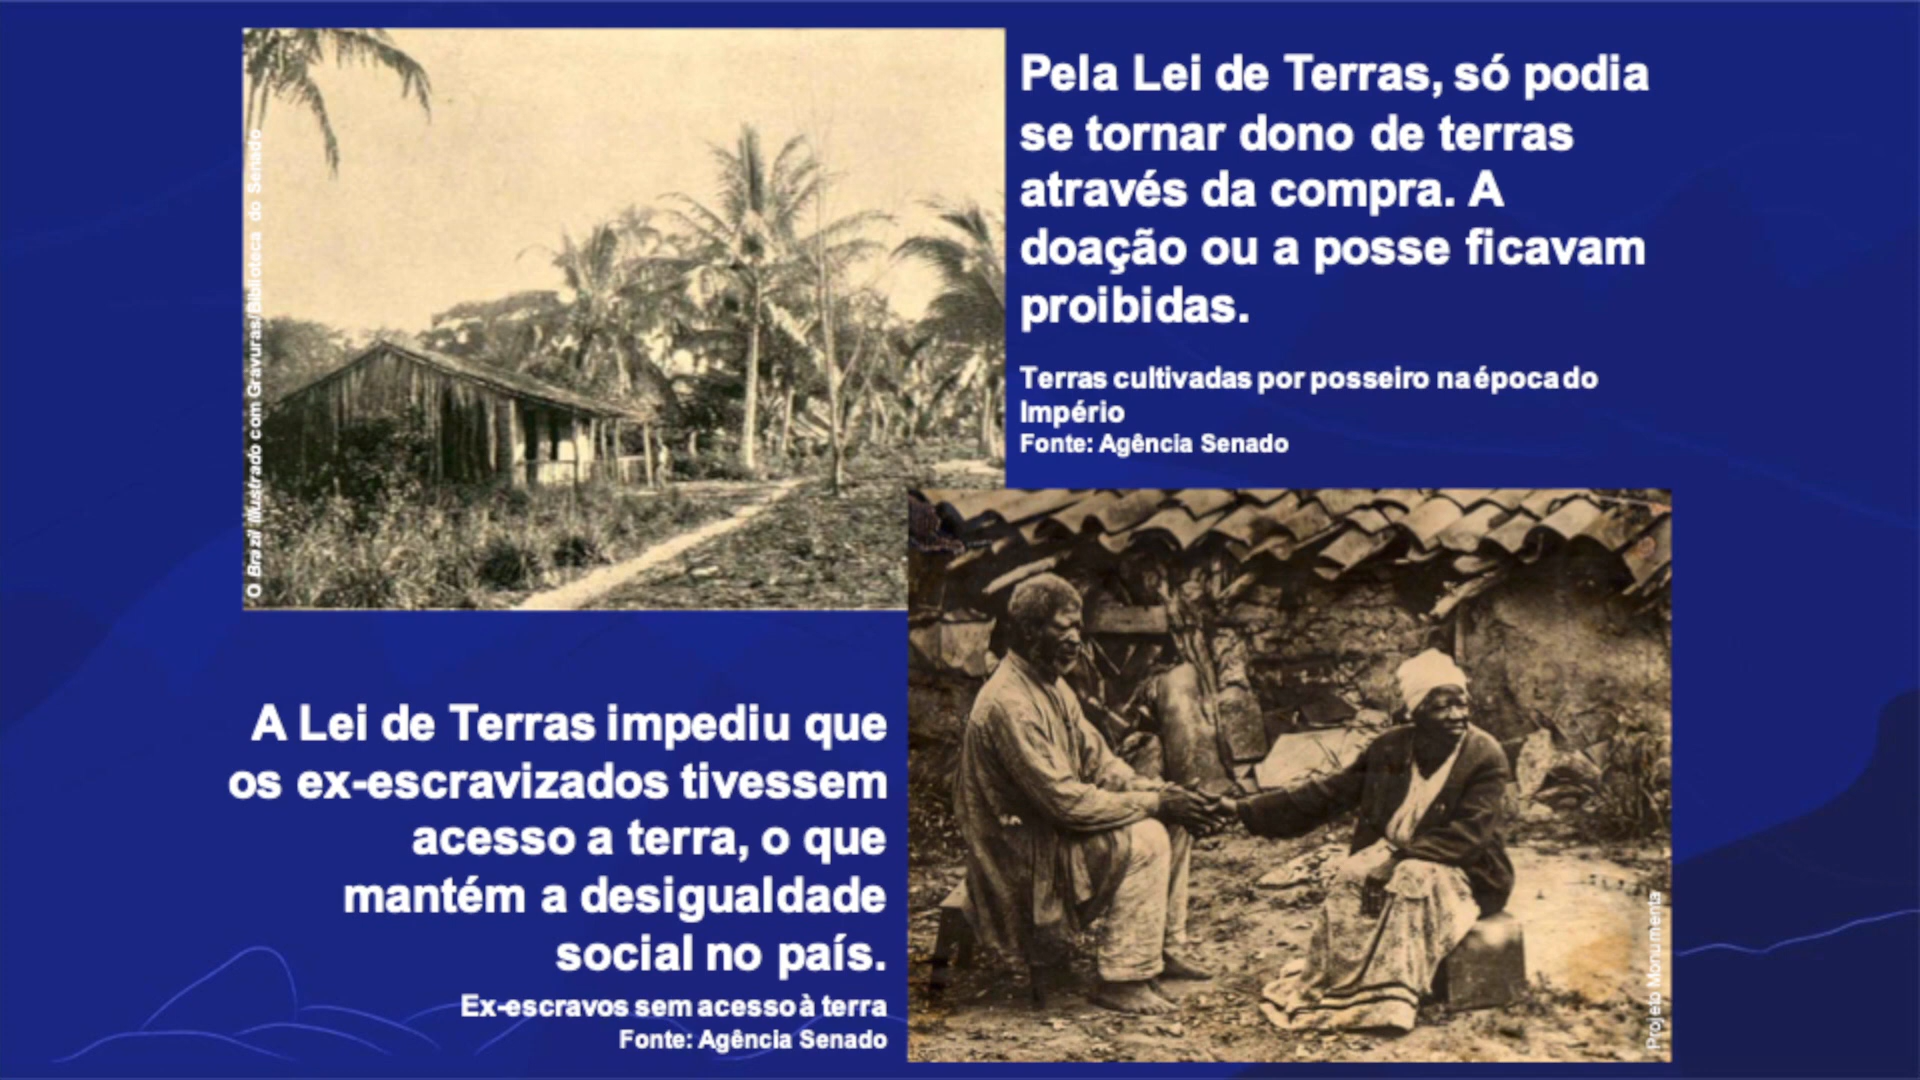 Pela Lei de Terras, só podia
se tornar dono de terras
através da compra. A
doação ou a posse ficavam
proibidas.
Terras cultivadas por posseiro na época do
Império
Fonte: Agência Senado
O Brazil Illustrado com Gravuras/Biblioteca do Senado
A Lei de Terras impediu que
os ex-escravizados tivessem
acesso a terra, o que
mantém a desigualdade
social no país.
Ex-escravos sem acesso à terra
Fonte: Agência Senado
Projeto Monumenta